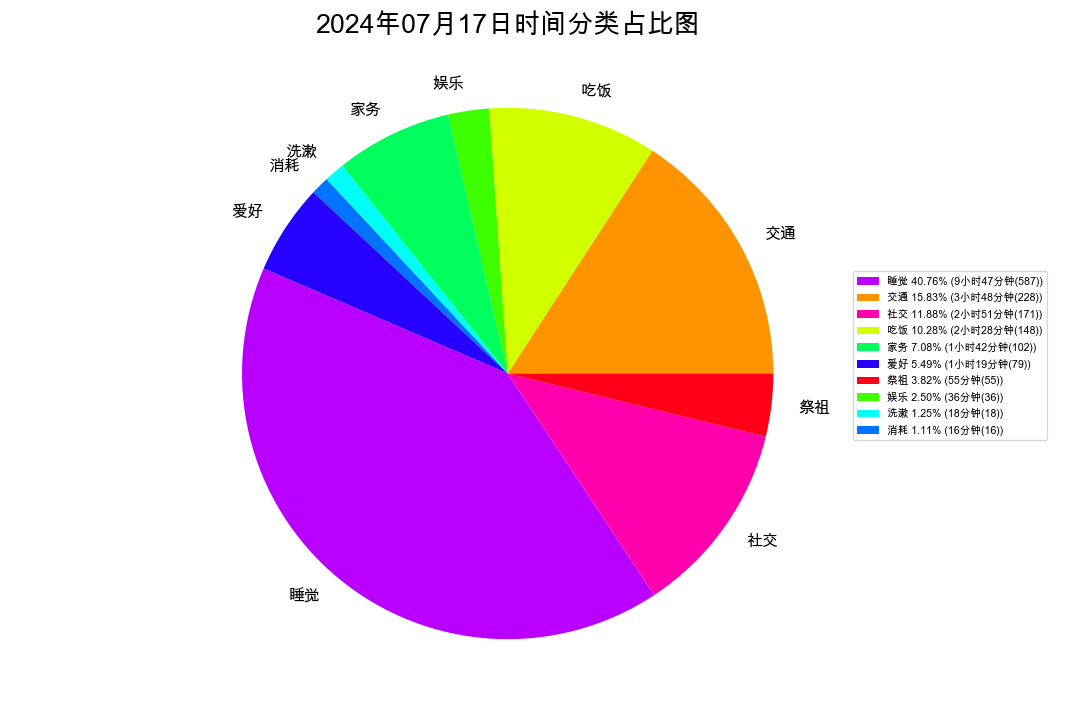 2024年07月17日时间分类占比图
娱乐
吃饭
家务
洗漱
消耗
爱好
交通
睡觉 40.76% (9小时47分钟(587))
交通 15.83% (3小时48分钟(228))
社交 11.88% (2小时51分钟(171))
吃饭 10.28% (2小时28分钟(148))
家务 7.08% (1小时42分钟(102))
爱好 5.49% (1小时19分钟(79))
祭祖 3.82% (55分钟(55))
娱乐 2.50% (36分钟(36))
洗漱 1.25% (18分钟(18))
消耗 1.11% (16分钟(16))
祭祖
社交
睡觉